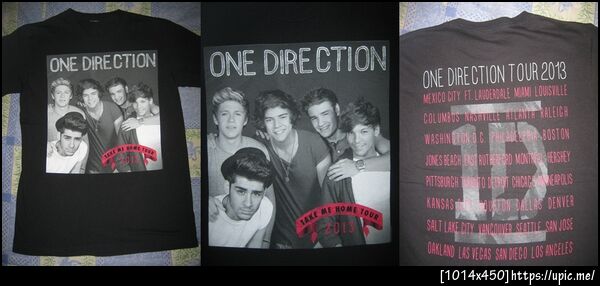 ONE DIRECTION
TAKE ME HOME TOUR
2013
ONE DIRECTION
TAKE ME HOME TOUR
2013
ONE DIRECTION TOUR 2013
MEXICO CITY FT. LAUDERDALE MIAMI LOUISVILLE
COLUMBUS NASHVILLE ATLANTA RALEIGH
WASHINGTON D.C. PHILADELPHIA BOSTON
JONES BEACH EAST RUTHERFORD MONTREAL HERSHEY
PITTSBURGH TORONTO DETROIT CHICAGO MINNEAPOLIS
KANSAS CITY HOUSTON DALLAS DENVER
SALT LAKE CITY VANCOUVER SEATTLE SAN JOSE
OAKLAND LAS VEGAS SAN DIEGO LOS ANGELES
1D
[1014x450]https://upic.me/